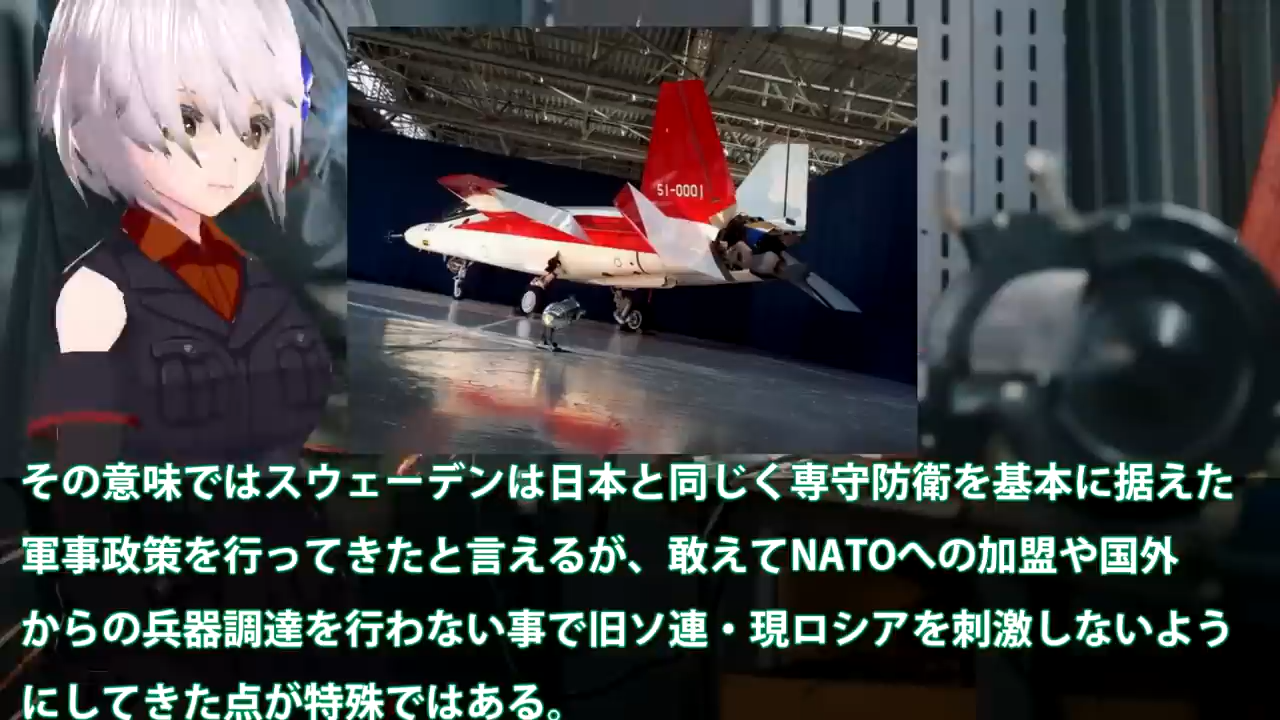 51-0001
その意味ではスウェーデンは日本と同じく専守防衛を基本に据えた
軍事政策を行ってきたと言えるが、敢えてNATOへの加盟や国外
からの兵器調達を行わない事で旧ソ連・現ロシアを刺激しないよう
にしてきた点が特殊ではある。